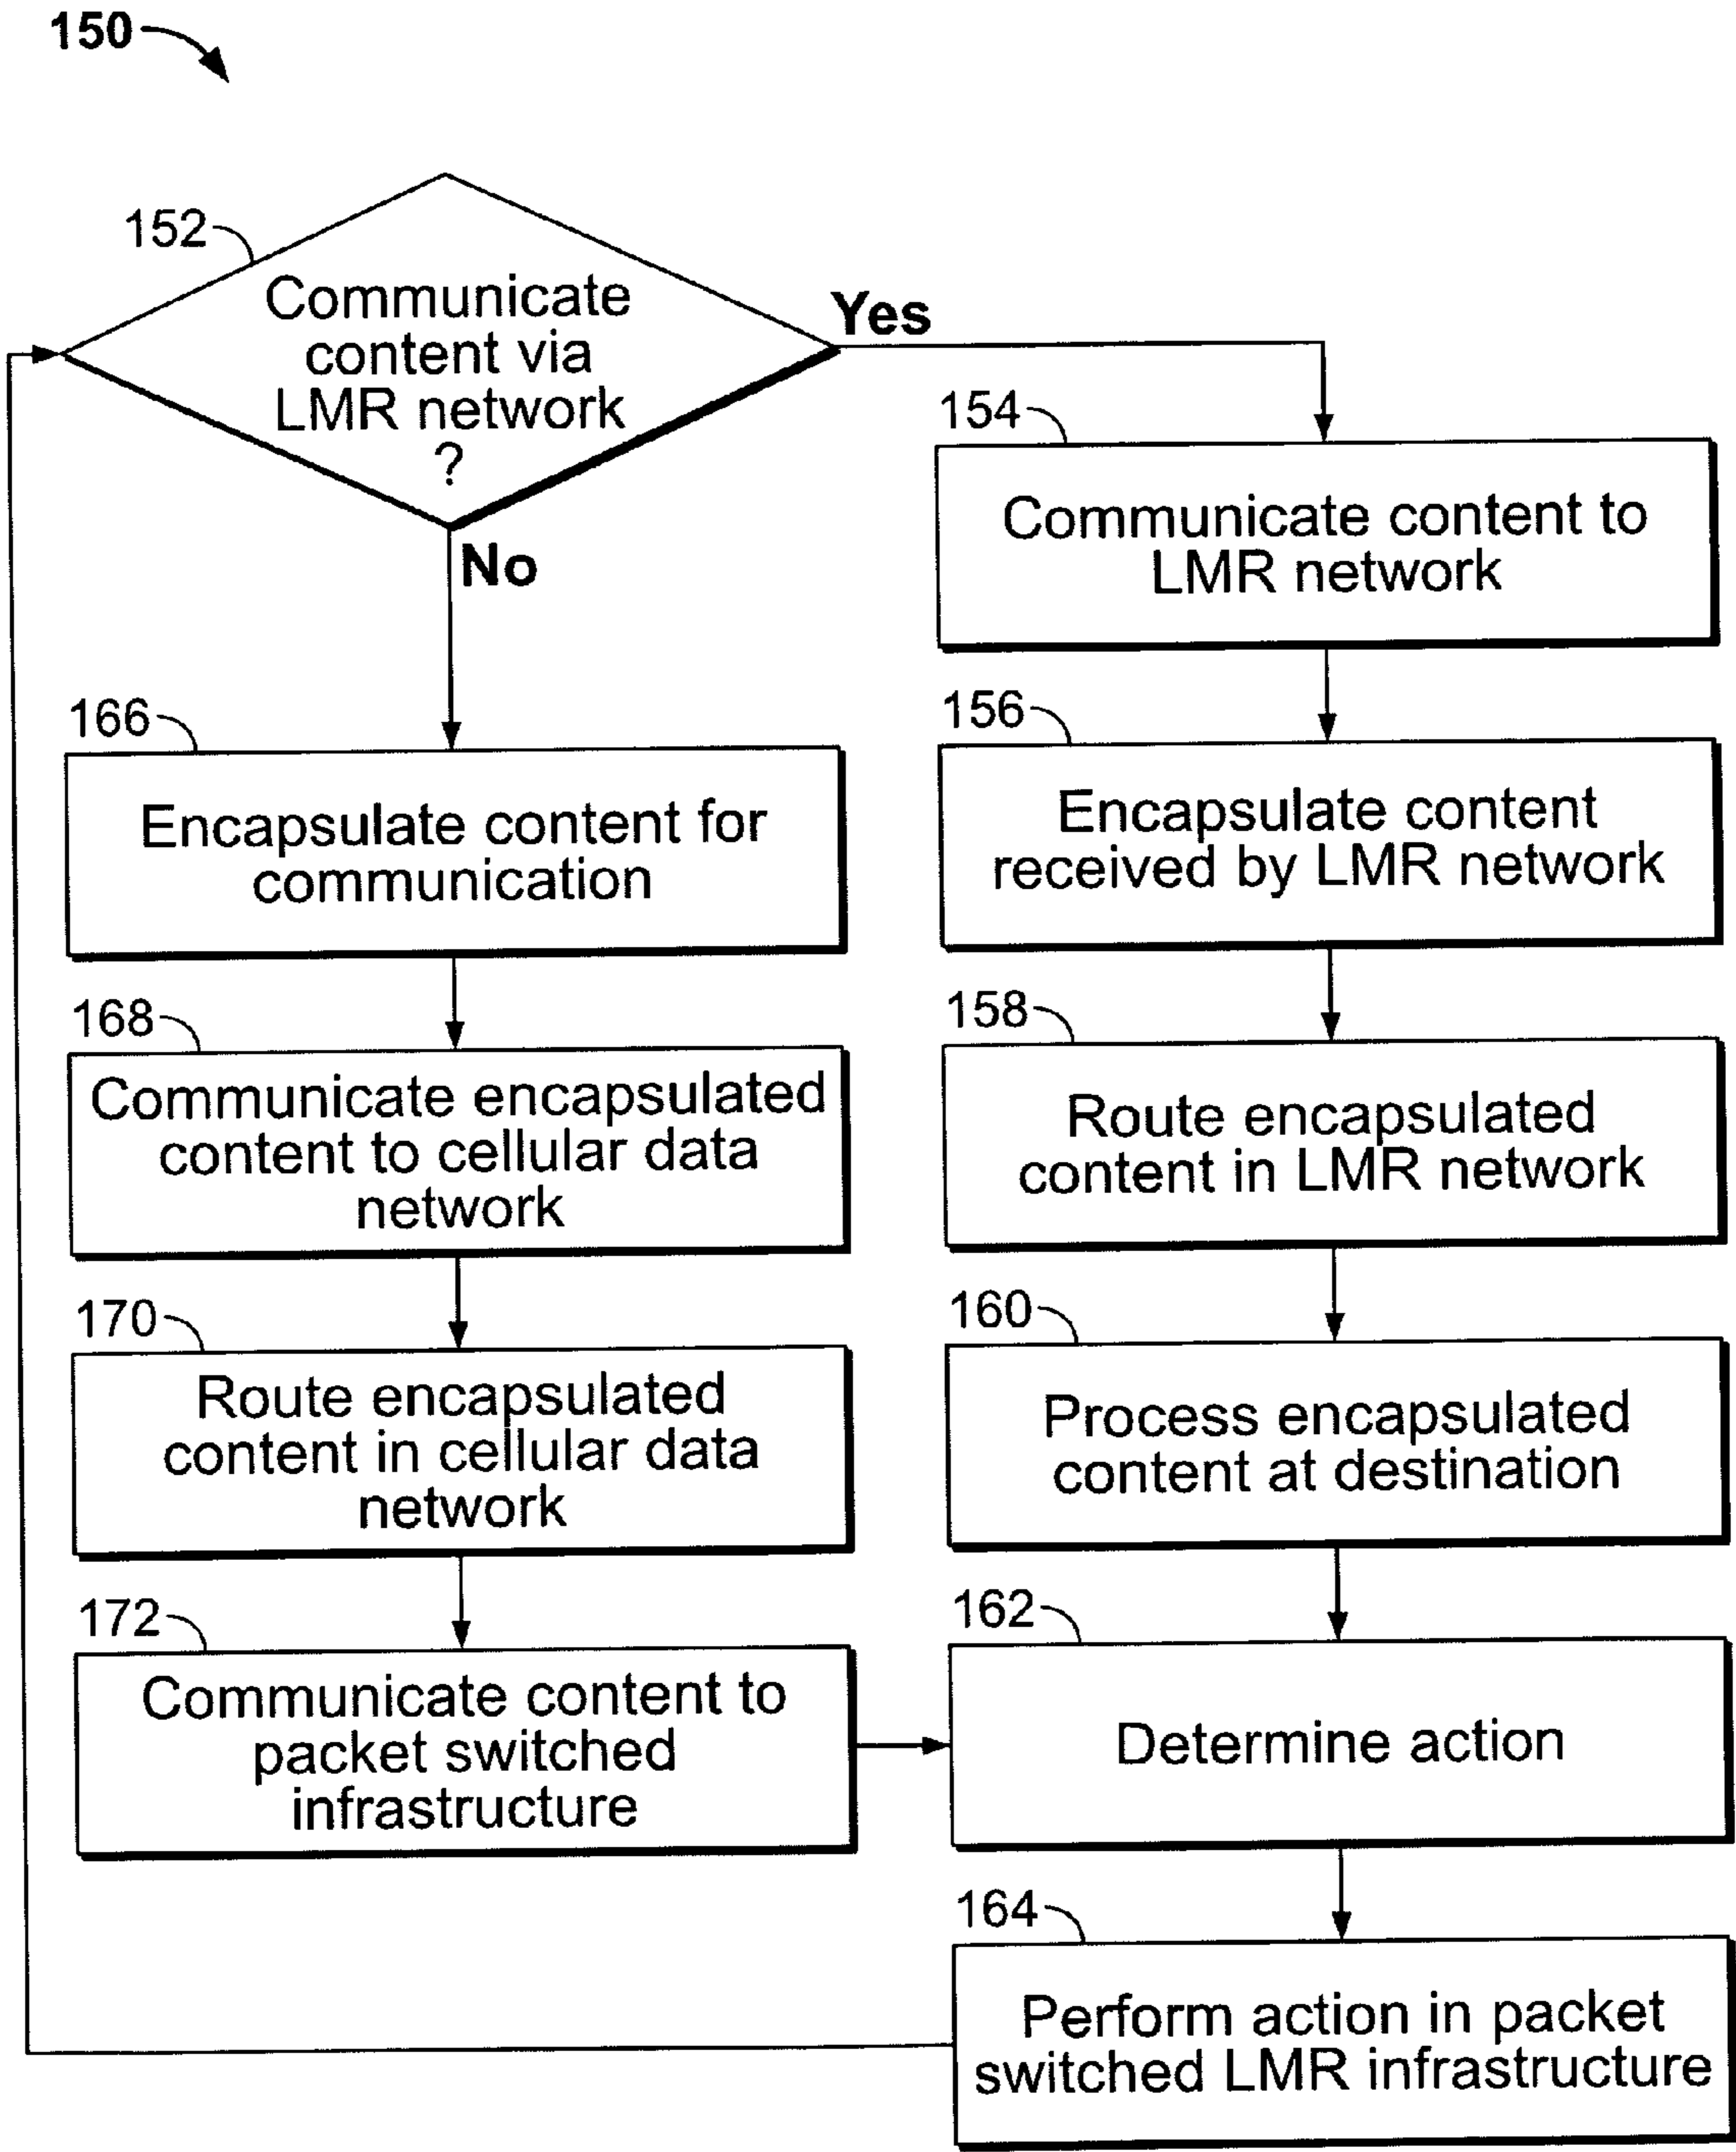 150
152
Communicate
content via
LMR network
?
Yes
No
154
Communicate content to
LMR network
156
Encapsulate content
received by LMR network
158
Route encapsulated
content in LMR network
160
Process encapsulated
content at destination
162
Determine action
164
Perform action in packet
switched LMR infrastructure
166
Encapsulate content for
communication
168
Communicate encapsulated
content to cellular data
network
170
Route encapsulated
content in cellular data
network
172
Communicate content to
packet switched
infrastructure